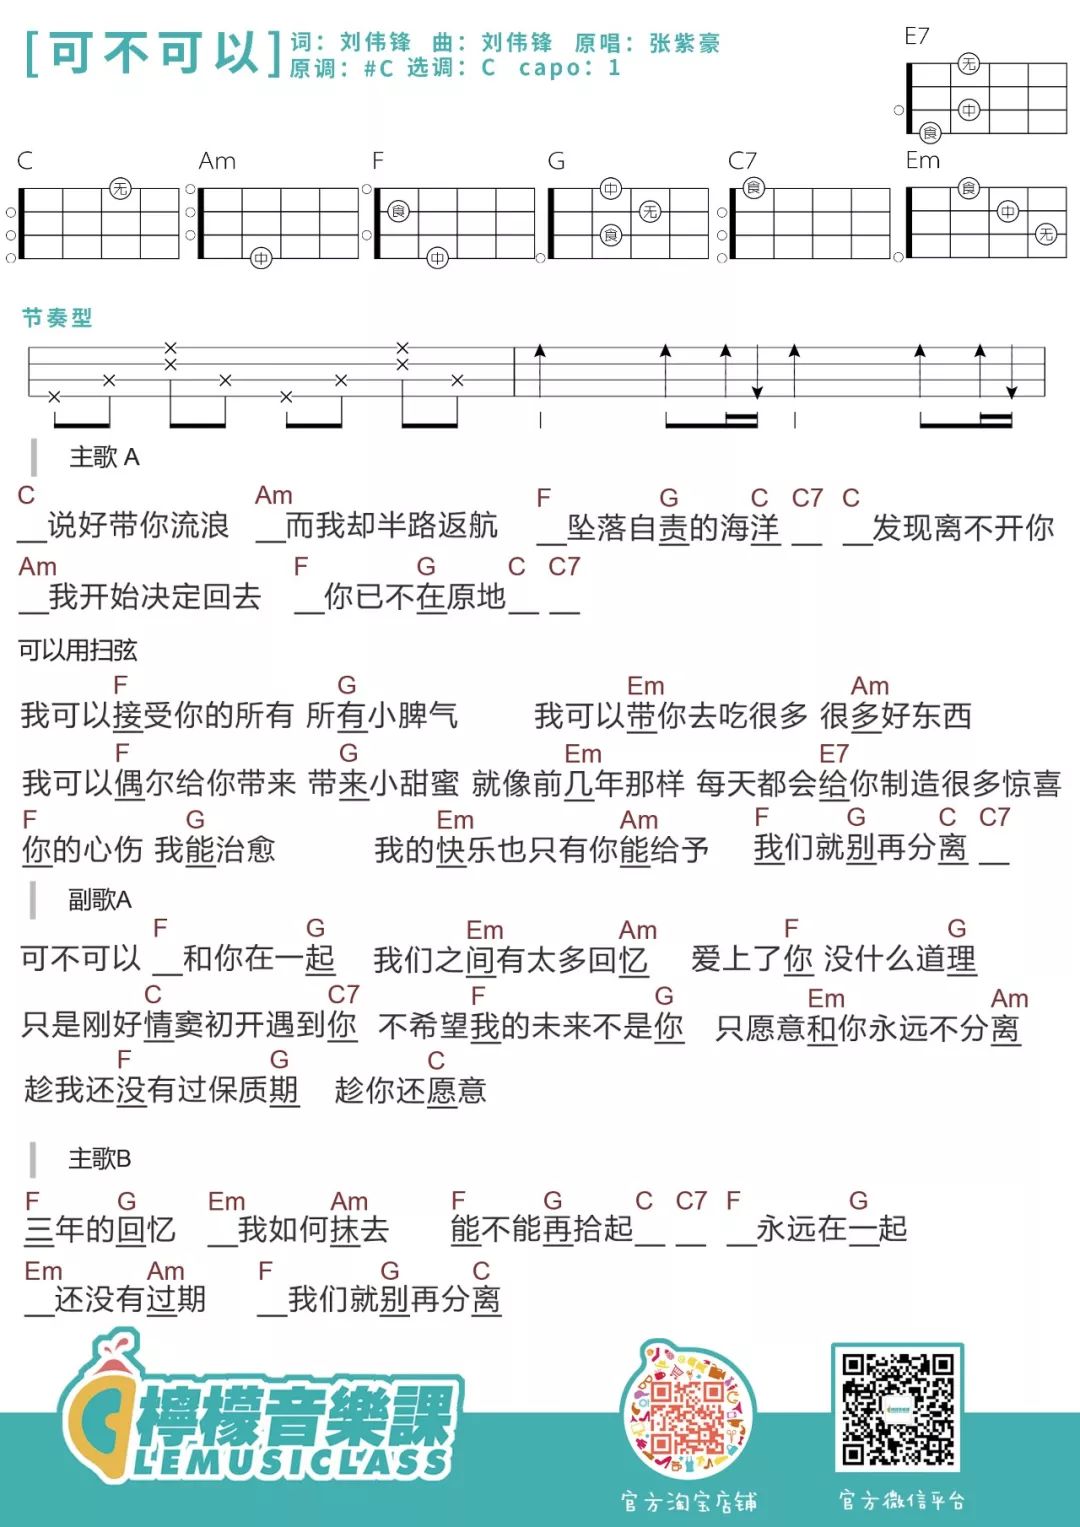 [可不可以] 词：刘伟锋 曲：刘伟锋 原唱：张紫豪
原调：#C 选调：C capo：1
E7
无
中
食
C Am F G C7 Em
无 中 食 中 中 无 食 食 食 中 无
节奏型
主歌 A
C Am F G C C7 C
__说好带你流浪 __而我却半路返航 __坠落自责的海洋 __ __发现离不开你
Am F G C C7
__我开始决定回去 __你已不在原地__ __
可以用扫弦
F G Em Am
我可以接受你的所有 所有小脾气 我可以带你去吃很多 很多好东西
F G Em E7
我可以偶尔给你带来 带来小甜蜜 就像前几年那样 每天都会给你制造很多惊喜
F G Em Am F G C C7
你的心伤 我能治愈 我的快乐也只有你能给予 我们就别再分离 __
副歌A
F G Em Am F G
可不可以 __和你在一起 我们之间有太多回忆 爱上了你 没什么道理
C C7 F G Em Am
只是刚好情窦初开遇到你 不希望我的未来不是你 只愿意和你永远不分离
F G C
趁我还没有过保质期 趁你还愿意
主歌B
F G Em Am F G C C7 F G
三年的回忆 __我如何抹去 能不能再拾起__ __ __永远在一起
Em Am F G C
__还没有过期 __我们就别再分离
檸檬音樂課
LEMUSICLASS
官方淘宝店铺 官方微信平台